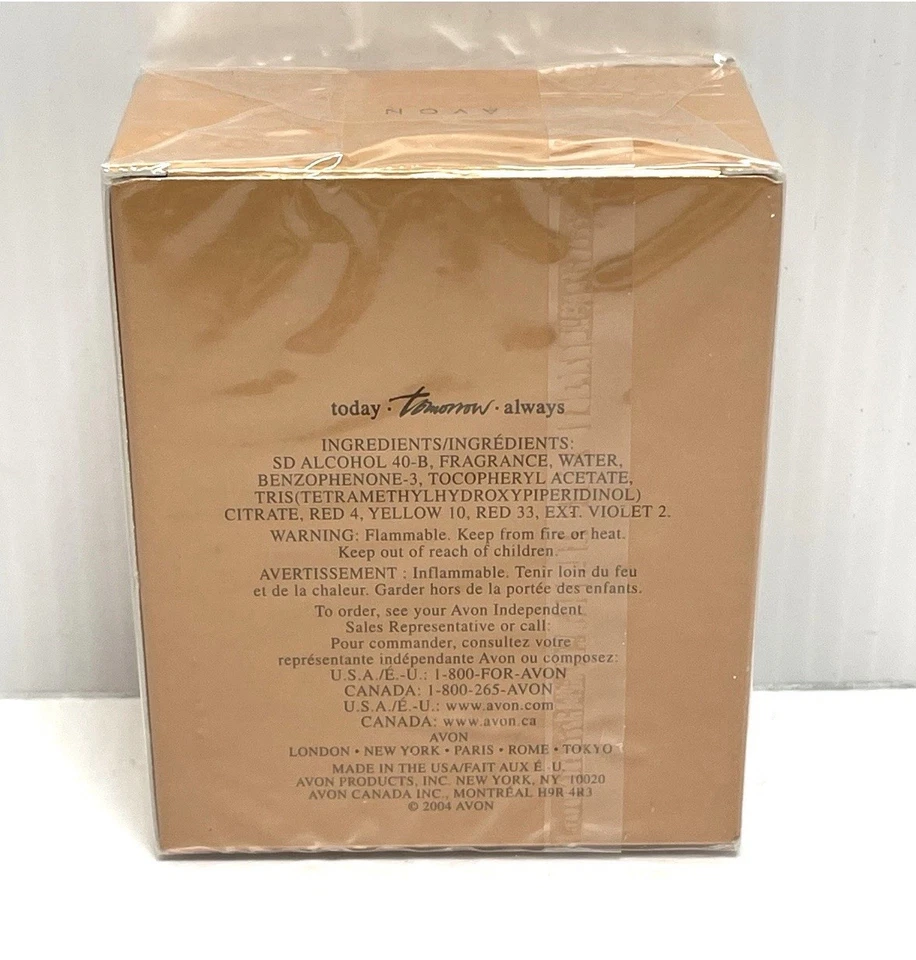 AVON
today · tomorrow · always
INGREDIENTS/INGRÉDIENTS:
SD ALCOHOL 40-B, FRAGRANCE, WATER,
BENZOPHENONE-3, TOCOPHERYL ACETATE,
TRIS(TETRAMETHYLHYDROXYPIPERIDINOL)
CITRATE, RED 4, YELLOW 10, RED 33, EXT. VIOLET 2.
WARNING: Flammable. Keep from fire or heat.
Keep out of reach of children.
AVERTISSEMENT : Inflammable. Tenir loin du feu
et de la chaleur. Garder hors de la portée des enfants.
To order, see your Avon Independent
Sales Representative or call:
Pour commander, consultez votre
représentante indépendante Avon ou composez:
U.S.A./É.-U.: 1-800-FOR-AVON
CANADA: 1-800-265-AVON
U.S.A./É.-U.: www.avon.com
CANADA: www.avon.ca
AVON
LONDON • NEW YORK • PARIS • ROME • TOKYO
MADE IN THE USA/FAIT AUX É.U.
AVON PRODUCTS, INC. NEW YORK, NY 10020
AVON CANADA INC., MONTRÉAL H9R 4R3
© 2004 AVON